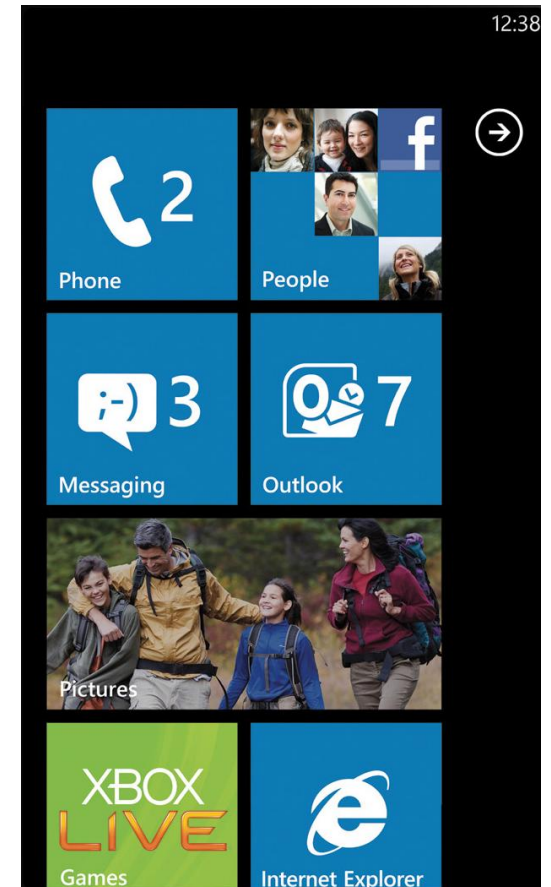 12:38
2
Phone
f
People
;-) 3
Messaging
O 7
Outlook
Pictures
XBOX
LIVE
Games
e
Internet Explorer